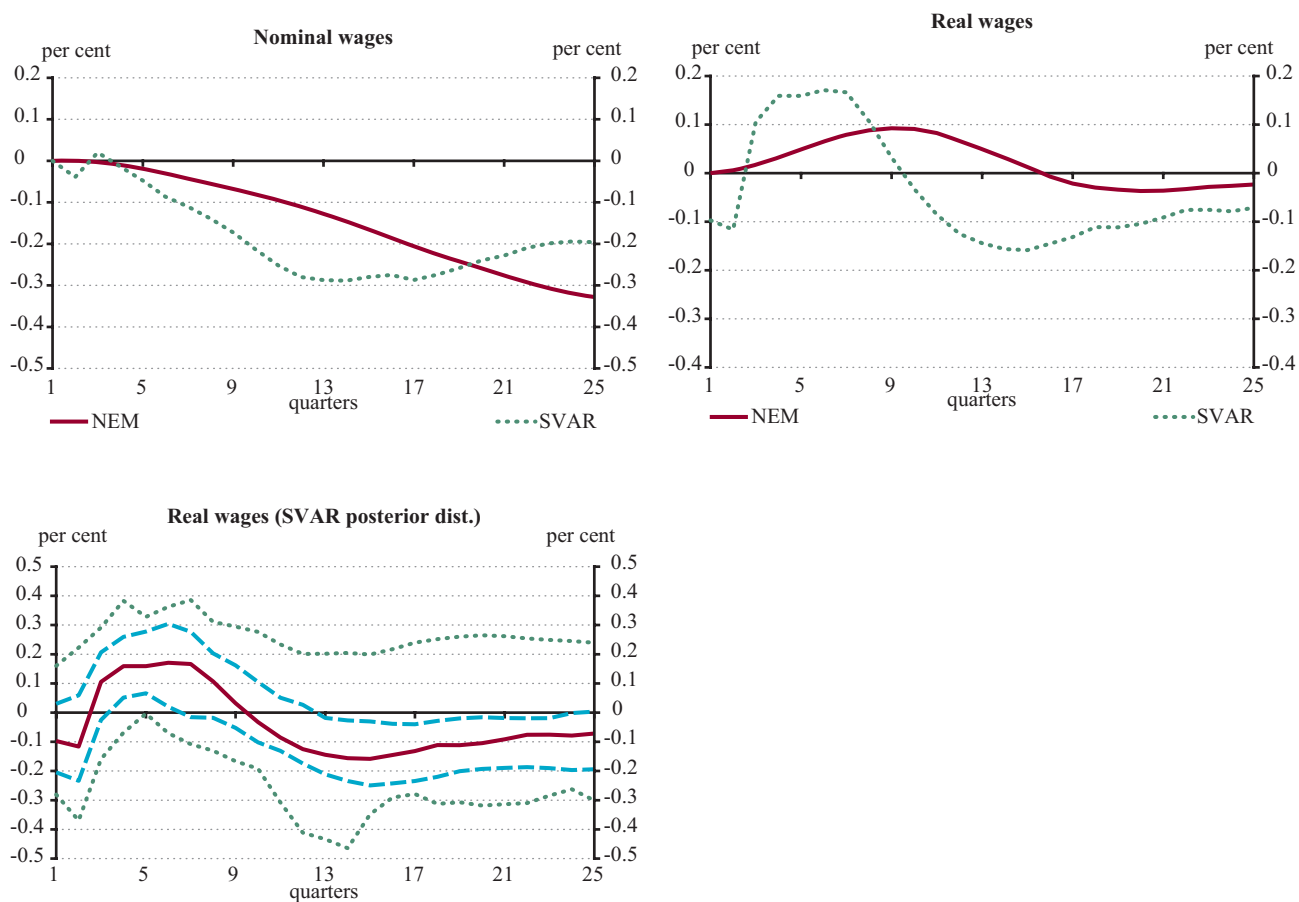 Nominal wages
per cent per cent
0.2 0.2
0.1 0.1
0 0
-0.1 -0.1
-0.2 -0.2
-0.3 -0.3
-0.4 -0.4
-0.5 -0.5
1 5 9 13 17 21 25
quarters
NEM SVAR
Real wages
per cent per cent
0.2 0.2
0.1 0.1
0 0
-0.1 -0.1
-0.2 -0.2
-0.3 -0.3
-0.4 -0.4
1 5 9 13 17 21 25
quarters
NEM SVAR
Real wages (SVAR posterior dist.)
per cent per cent
0.5 0.5
0.4 0.4
0.3 0.3
0.2 0.2
0.1 0.1
0 0
-0.1 -0.1
-0.2 -0.2
-0.3 -0.3
-0.4 -0.4
-0.5 -0.5
1 5 9 13 17 21 25
quarters